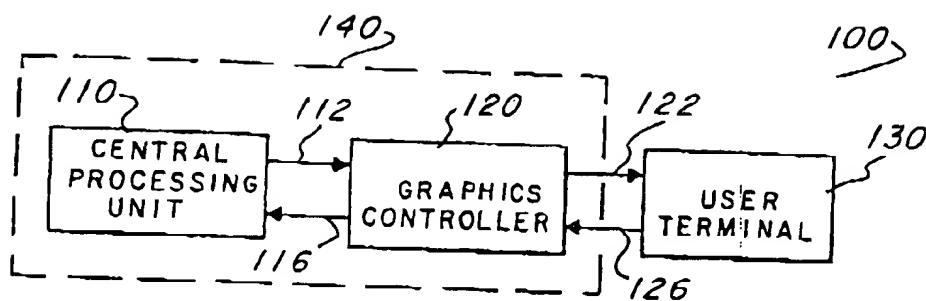 140
100
110
112
120
122
130
CENTRAL
PROCESSING
UNIT
GRAPHICS
CONTROLLER
USER
TERMINAL
116
126